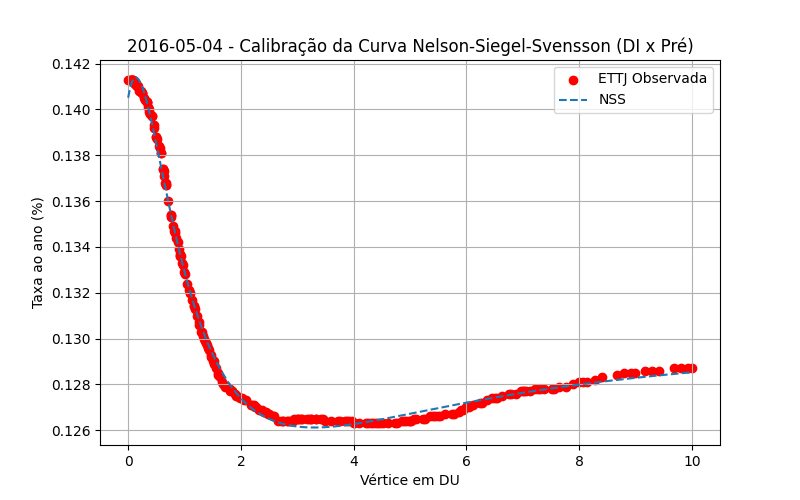 2016-05-04 - Calibração da Curva Nelson-Siegel-Svensson (DI x Pré)
ETTJ Observada
NSS
Taxa ao ano (%)
0.142
0.140
0.138
0.136
0.134
0.132
0.130
0.128
0.126
0 2 4 6 8 10
Vértice em DU